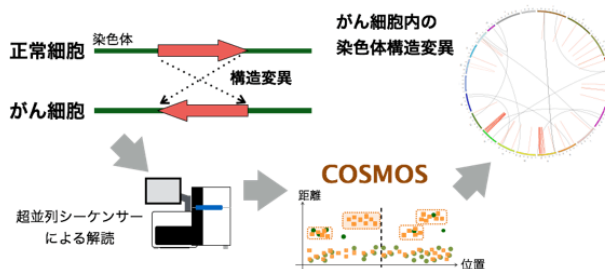 染色体
正常細胞
構造変異
がん細胞
がん細胞内の
染色体構造変異
超並列シーケンサー
による解読
COSMOS
距離
位置